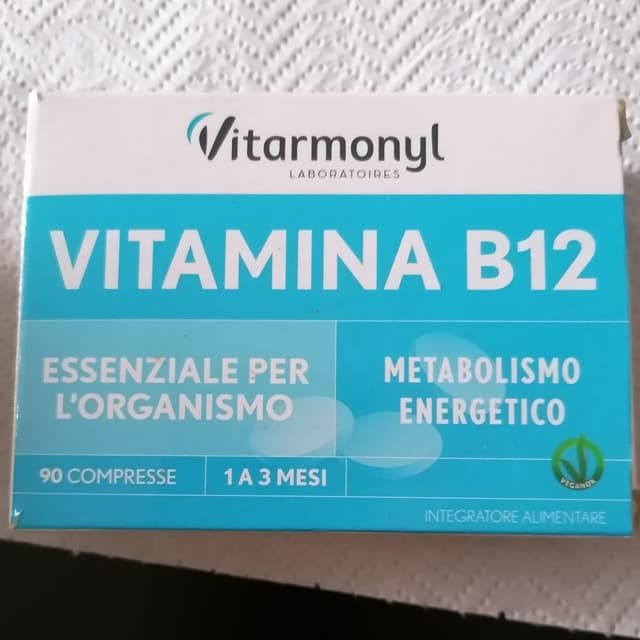 Vitarmonyl
LABORATOIRES
VITAMINA B12
ESSENZIALE PER
L'ORGANISMO
METABOLISMO
ENERGETICO
90 COMPRESSE
1 A 3 MESI
VEGANOK
INTEGRATORE ALIMENTARE